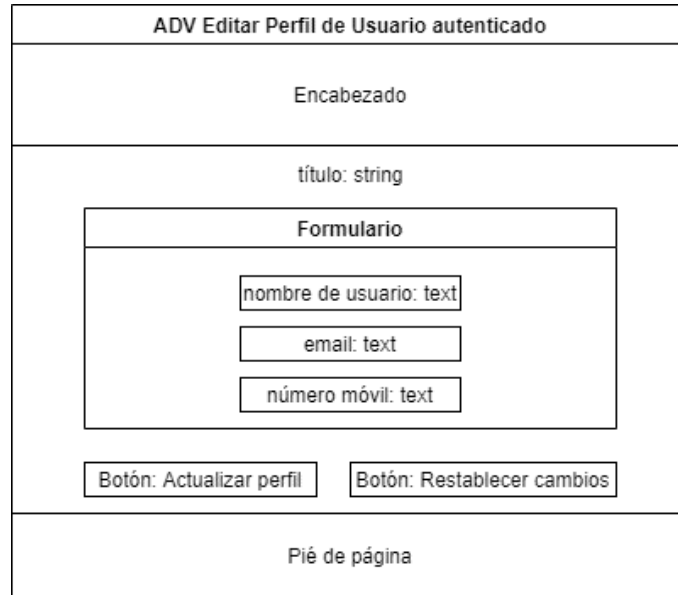 ADV Editar Perfil de Usuario autenticado
Encabezado
título: string
Formulario
nombre de usuario: text
email: text
número móvil: text
Botón: Actualizar perfil
Botón: Restablecer cambios
Pié de página